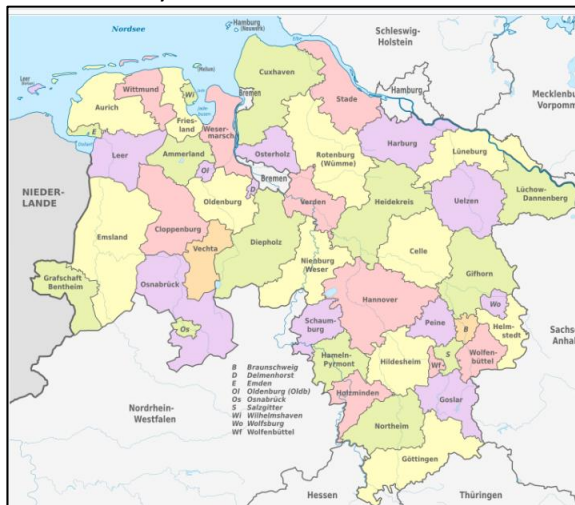 Nordsee
Hamburg
(Neuwerk)
Schleswig-
Holstein
Cuxhaven
Leer
(Borkum)
Wittmund
Wi
Aurich
Fries-
land
Weser-
marsch
Bremen
Stade
Hamburg
Mecklenbu
Vorpomm
E
Leer
Ammerland
Ol
Osterholz
Rotenburg
(Wümme)
Harburg
Lüneburg
NIEDER-
LANDE
Oldenburg
D
Bremen
Verden
Heidekreis
Uelzen
Lüchow-
Dannenberg
Emsland
Cloppenburg
Vechta
Diepholz
Nienburg
Weser
Celle
Gifhorn
Grafschaft
Bentheim
Osnabrück
Hannover
Wo
Os
Schaum-
burg
Peine
B
Helm-
stedt
Sachs
Anha
Hameln-
Pyrmont
Hildesheim
Wf
S
Wolfen-
büttel
Holzminden
Goslar
Northeim
Göttingen
Nordrhein-
Westfalen
B Braunschweig
D Delmenhorst
E Emden
Ol Oldenburg (Oldb)
Os Osnabrück
S Salzgitter
Wi Wilhelmshaven
Wo Wolfsburg
Wf Wolfenbüttel
Hessen
Thüringen